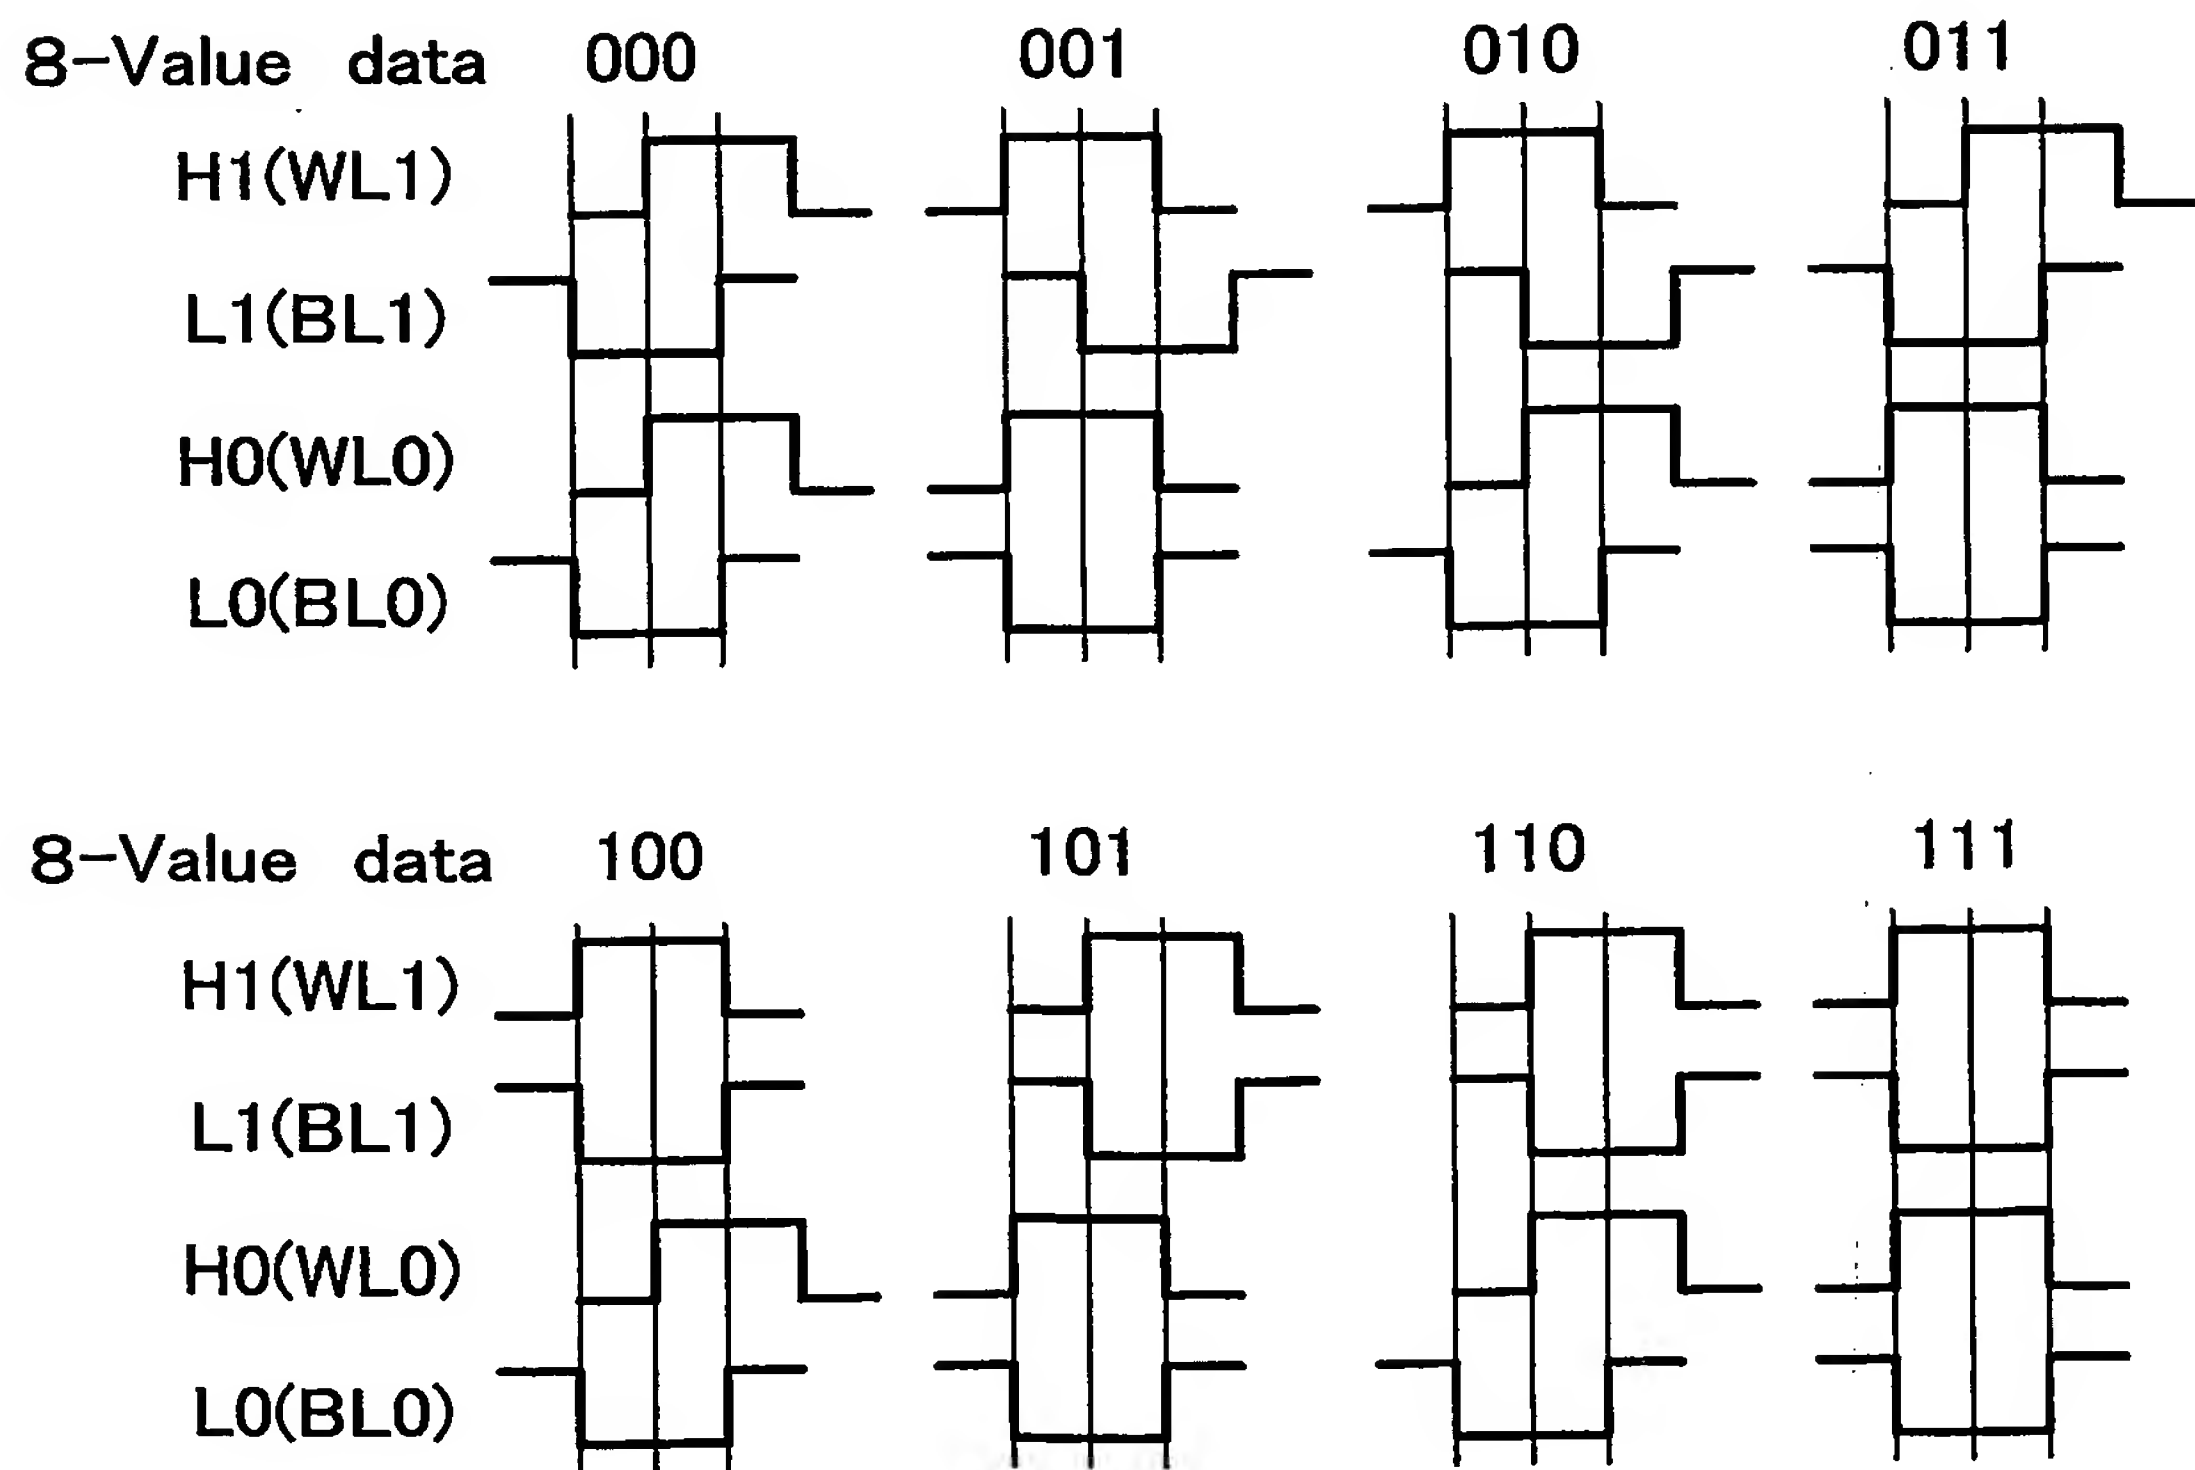 8-Value data 000 001 010 011
H1(WL1)
L1(BL1)
H0(WL0)
L0(BL0)
8-Value data 100 101 110 111
H1(WL1)
L1(BL1)
H0(WL0)
L0(BL0)